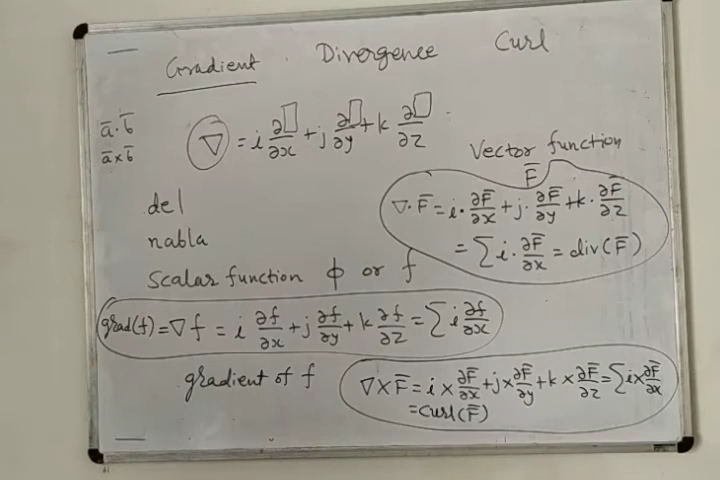 Gradient . Divergence Curl
a̅·b̅
a̅×b̅
∇ = i ∂□/∂x + j ∂□/∂y + k ∂□/∂z .
Vector function
F̅
del
∇·F̅ = i·∂F̅/∂x + j·∂F̅/∂y + k·∂F̅/∂z
= ∑ i·∂F̅/∂x = div(F̅)
nabla
Scalar function ϕ or f
grad(f) = ∇f = i ∂f/∂x + j ∂f/∂y + k ∂f/∂z = ∑ i ∂f/∂x
gradient of f
∇×F̅ = i×∂F̅/∂x + j×∂F̅/∂y + k×∂F̅/∂z = ∑ i×∂F̅/∂x
= curl(F̅)